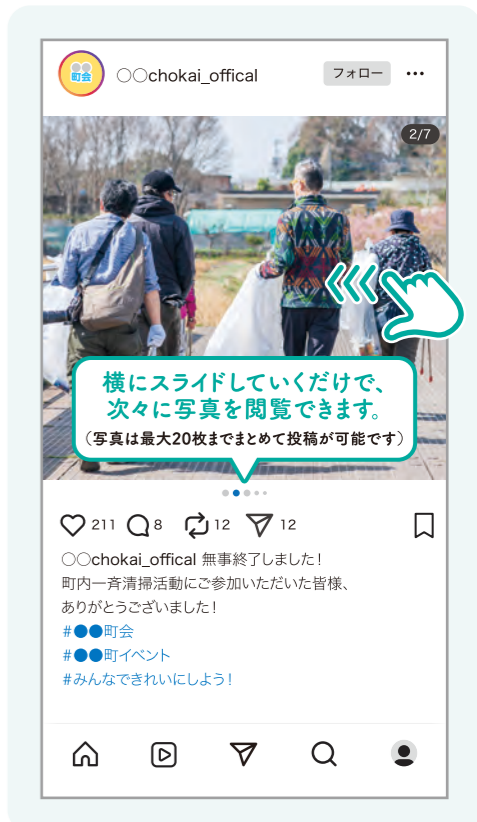 町会
○○chokai_offical
フォロー
2/7
横にスライドしていくだけで、
次々に写真を閲覧できます。
（写真は最大20枚までまとめて投稿が可能です）
211 8 12 12
○○chokai_offical 無事終了しました！
町内一斉清掃活動にご参加いただいた皆様、
ありがとうございました！
#●●町会
#●●町イベント
#みんなできれいにしよう！